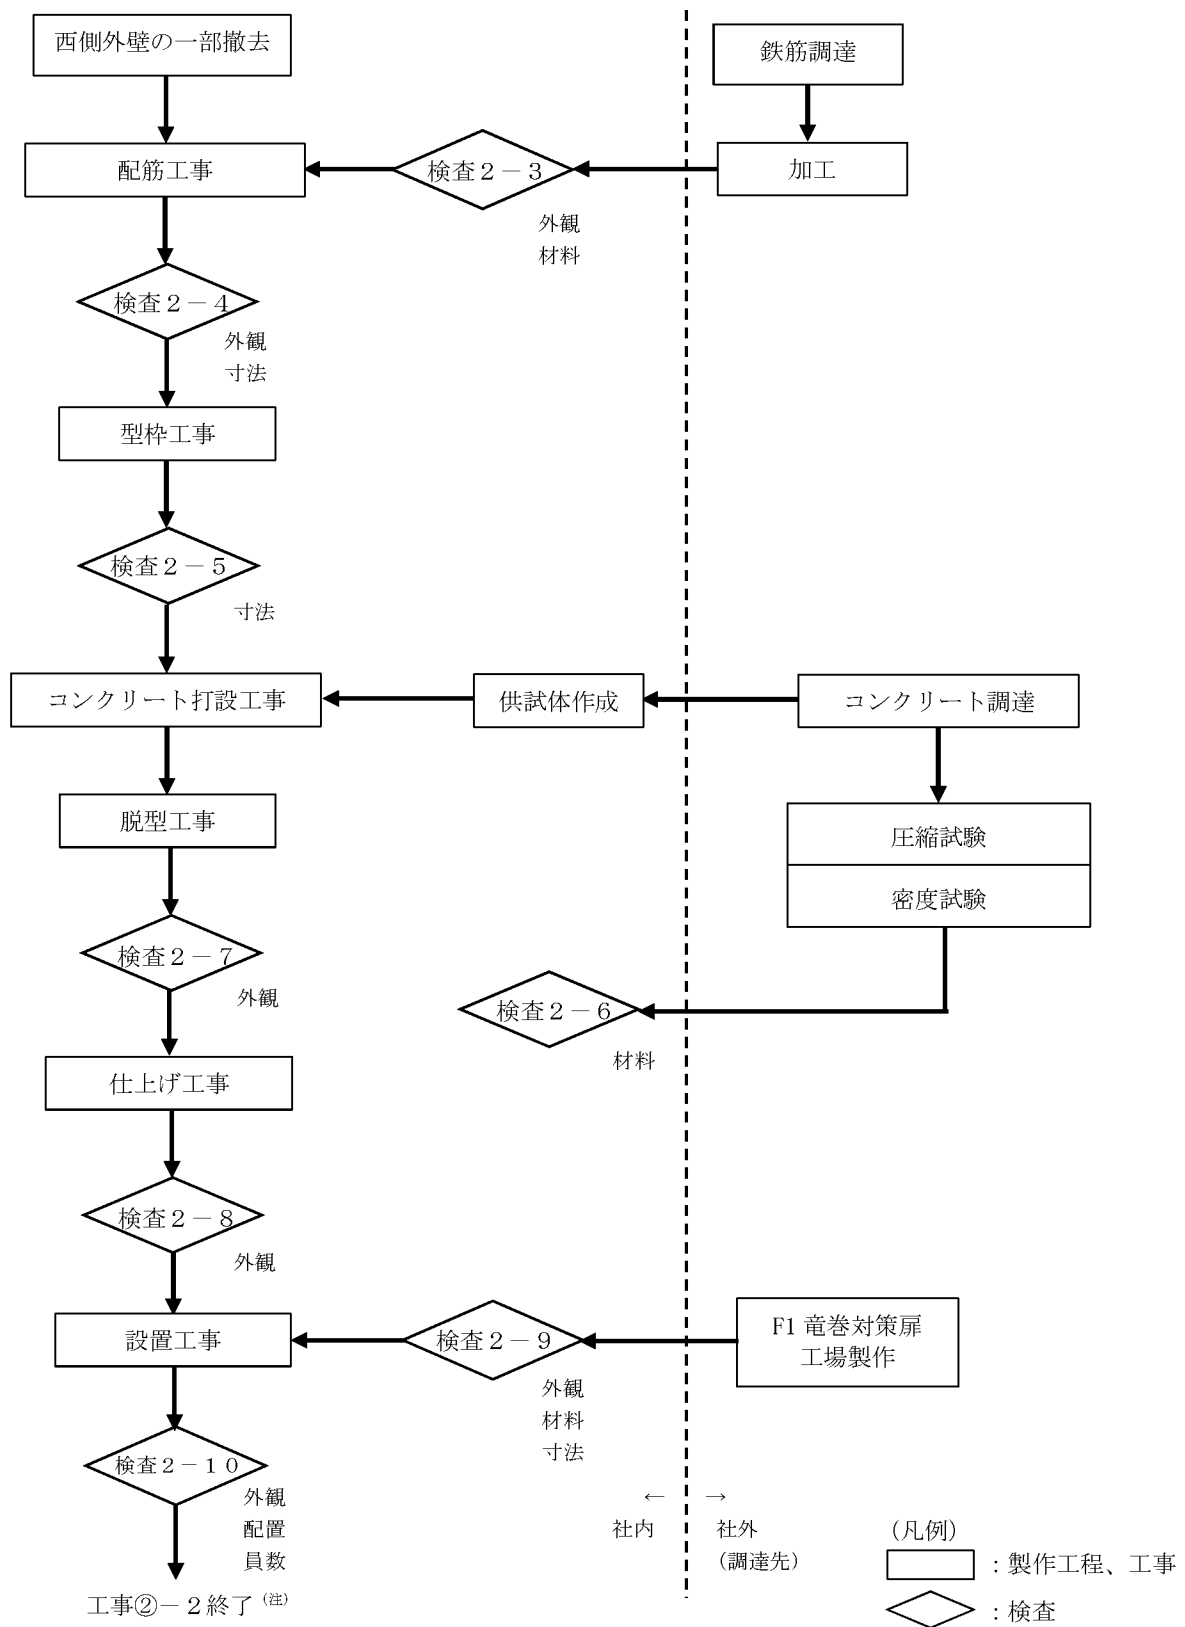 西側外壁の一部撤去
鉄筋調達
配筋工事
検査２－３
加工
外観
材料
検査２－４
外観
寸法
型枠工事
検査２－５
寸法
コンクリート打設工事
供試体作成
コンクリート調達
脱型工事
圧縮試験
密度試験
検査２－７
外観
検査２－６
材料
仕上げ工事
検査２－８
外観
設置工事
検査２－９
F1 竜巻対策扉
工場製作
外観
材料
寸法
検査２－１０
外観
配置
員数
工事②－２終了 (注)
← →
社内 社外
(調達先)
(凡例)
：製作工程、工事
：検査